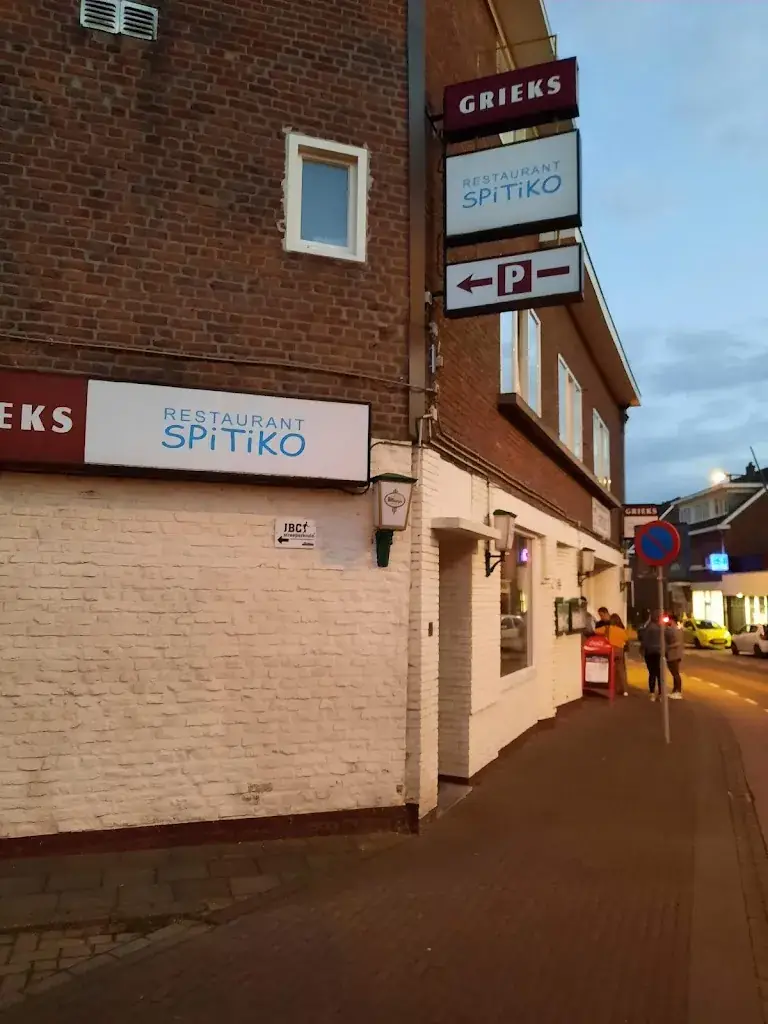 GRIEKS
RESTAURANT
SPiTiKO
P
EKS
RESTAURANT
SPiTiKO
JBC
GRIEKS